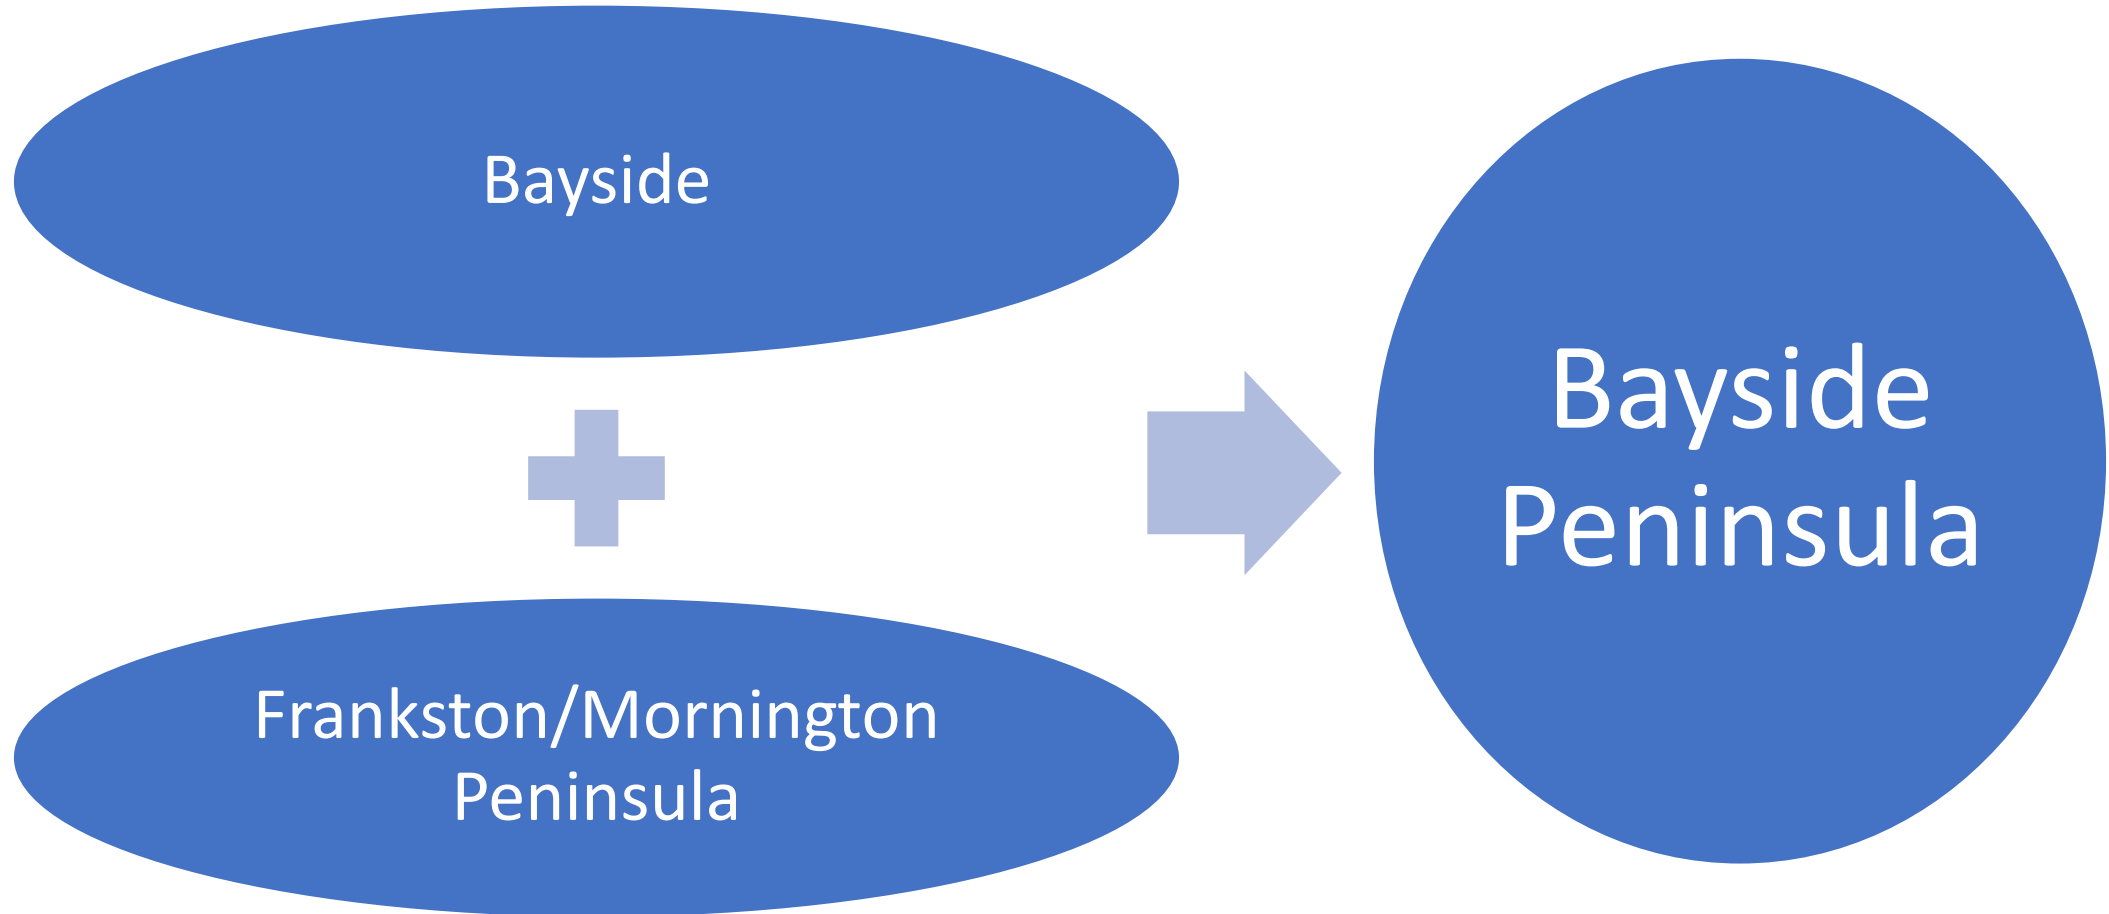 Bayside
Frankston/Mornington
Peninsula
Bayside
Peninsula